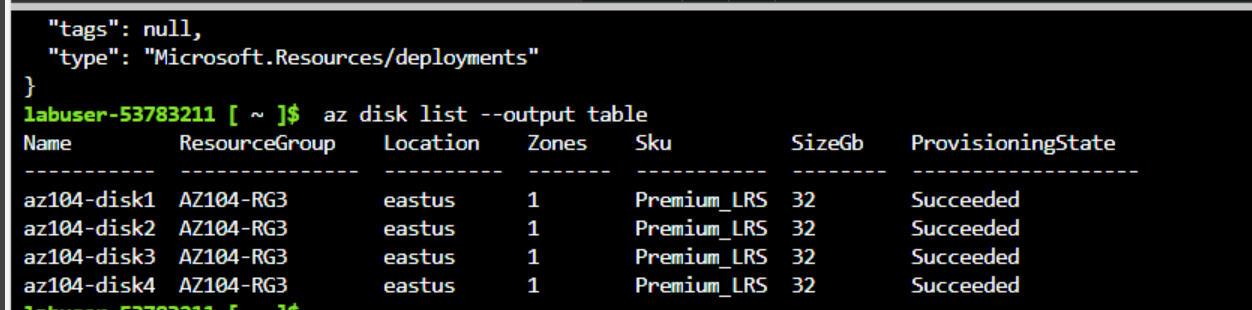 "tags": null,
"type": "Microsoft.Resources/deployments"
}
labuser-53783211 [ ~ ]$  az disk list --output table
Name         ResourceGroup    Location    Zones    Sku          SizeGb    ProvisioningState
-----------  ---------------  ----------  -------  -----------  --------  -------------------
az104-disk1  AZ104-RG3        eastus      1        Premium_LRS  32        Succeeded
az104-disk2  AZ104-RG3        eastus      1        Premium_LRS  32        Succeeded
az104-disk3  AZ104-RG3        eastus      1        Premium_LRS  32        Succeeded
az104-disk4  AZ104-RG3        eastus      1        Premium_LRS  32        Succeeded
labuser-53783211 [ ~ ]$